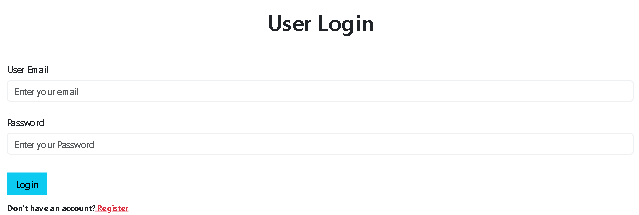 User Login
User Email
Enter your email
Password
Enter your Password
Login
Don't have an account? Register